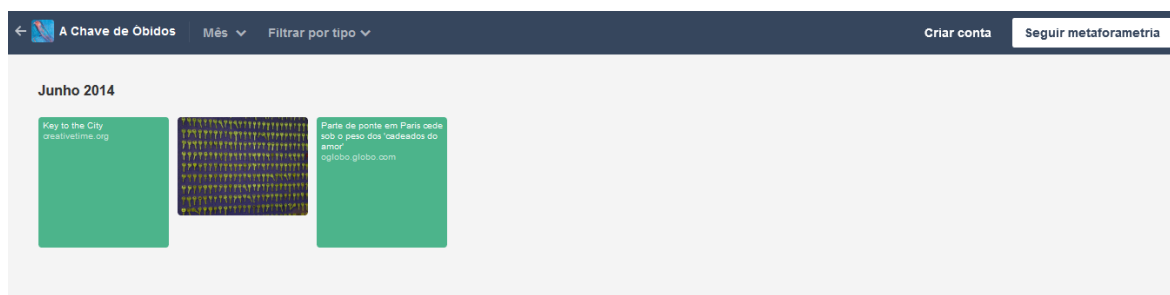 A Chave de Óbidos
Mês
Filtrar por tipo
Criar conta
Seguir metaforametria
Junho 2014
Key to the City
creativetime.org
Parte de ponte em Paris cede
sob o peso dos 'cadeados do
amor'
oglobo.globo.com